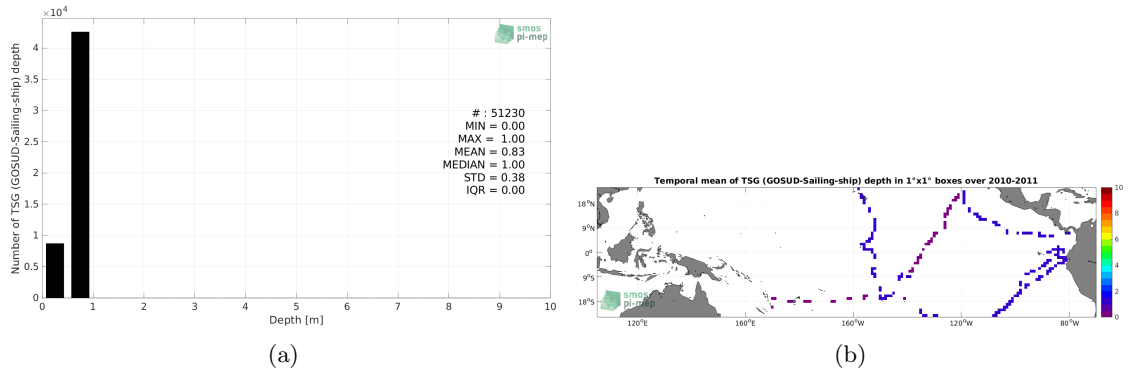 ×10⁴
4
3.5
3
2.5
2
1.5
1
0.5
0
Number of TSG (GOSUD-Sailing-ship) depth
smos
pi-mep
# : 51230
MIN = 0.00
MAX = 1.00
MEAN = 0.83
MEDIAN = 1.00
STD = 0.38
IQR = 0.00
0 1 2 3 4 5 6 7 8 9 10
Depth [m]
(a)
Temporal mean of TSG (GOSUD-Sailing-ship) depth in 1°x1° boxes over 2010-2011
18°N
9°N
0°
9°S
18°S
smos
pi-mep
120°E 160°E 160°W 120°W 80°W
10
8
6
4
2
0
(b)